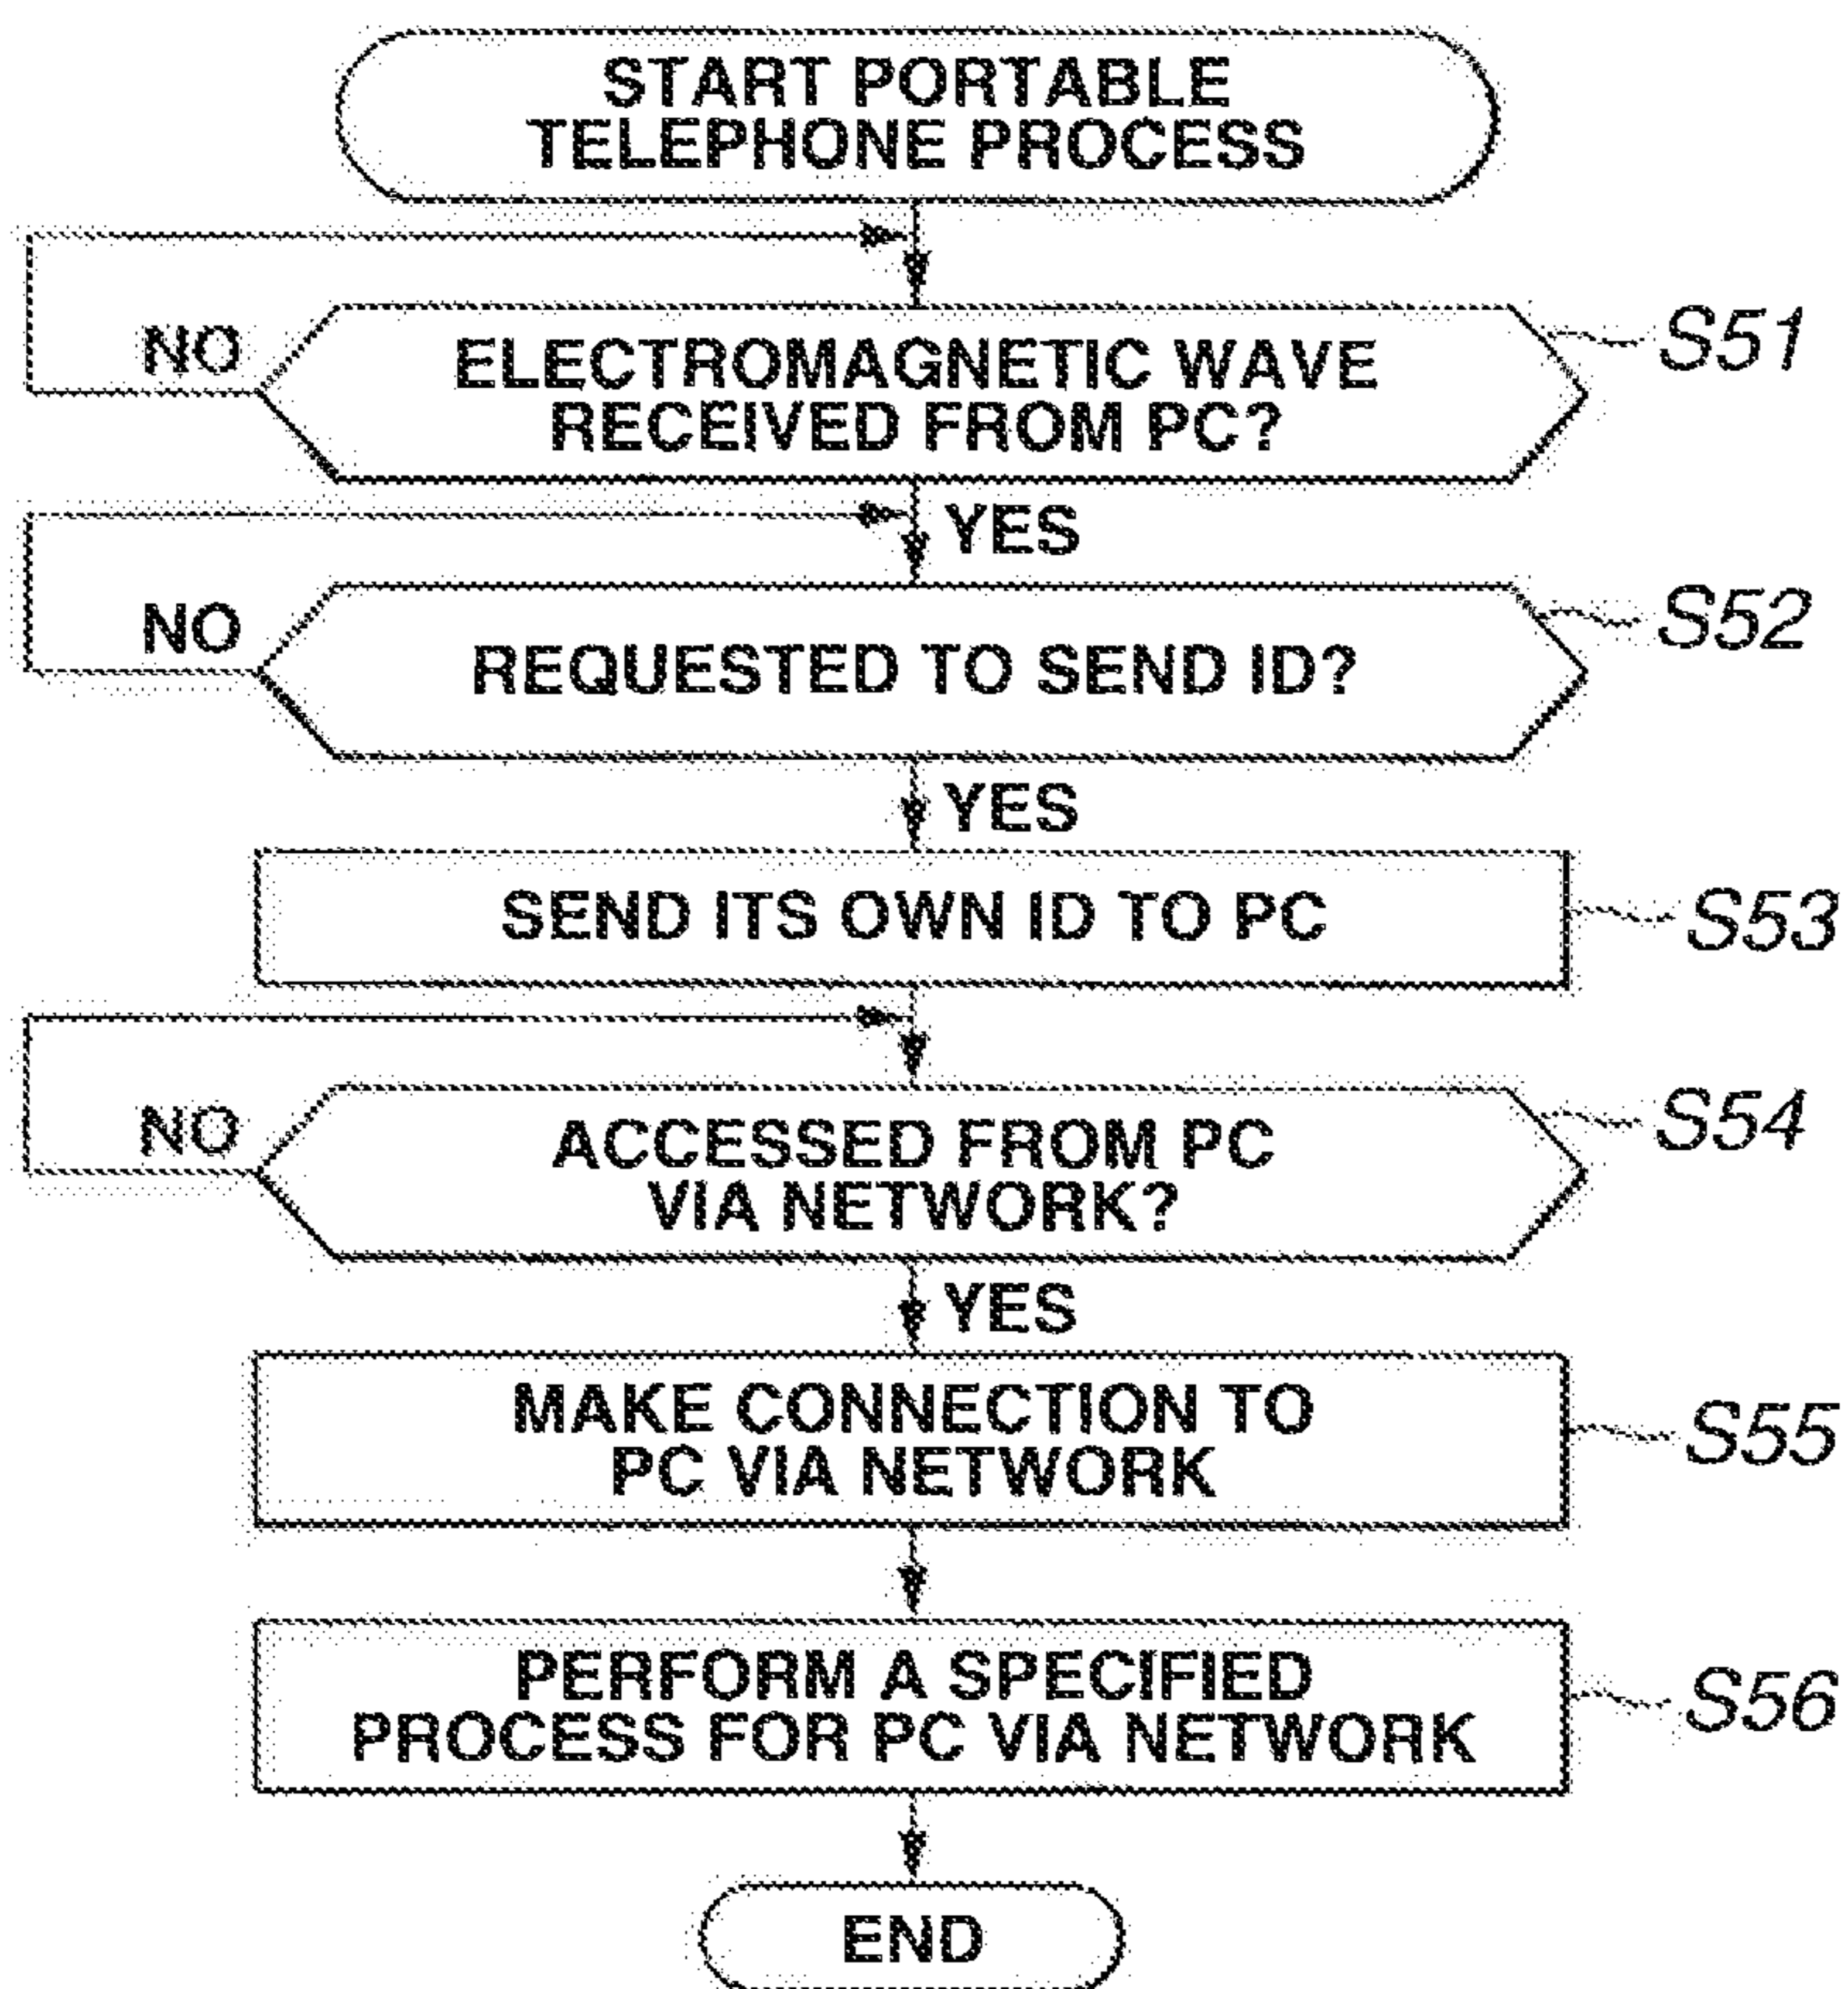 START PORTABLE
TELEPHONE PROCESS
NO
ELECTROMAGNETIC WAVE
RECEIVED FROM PC?
S51
YES
NO
REQUESTED TO SEND ID?
S52
YES
SEND ITS OWN ID TO PC
S53
NO
ACCESSED FROM PC
VIA NETWORK?
S54
YES
MAKE CONNECTION TO
PC VIA NETWORK
S55
PERFORM A SPECIFIED
PROCESS FOR PC VIA NETWORK
S56
END